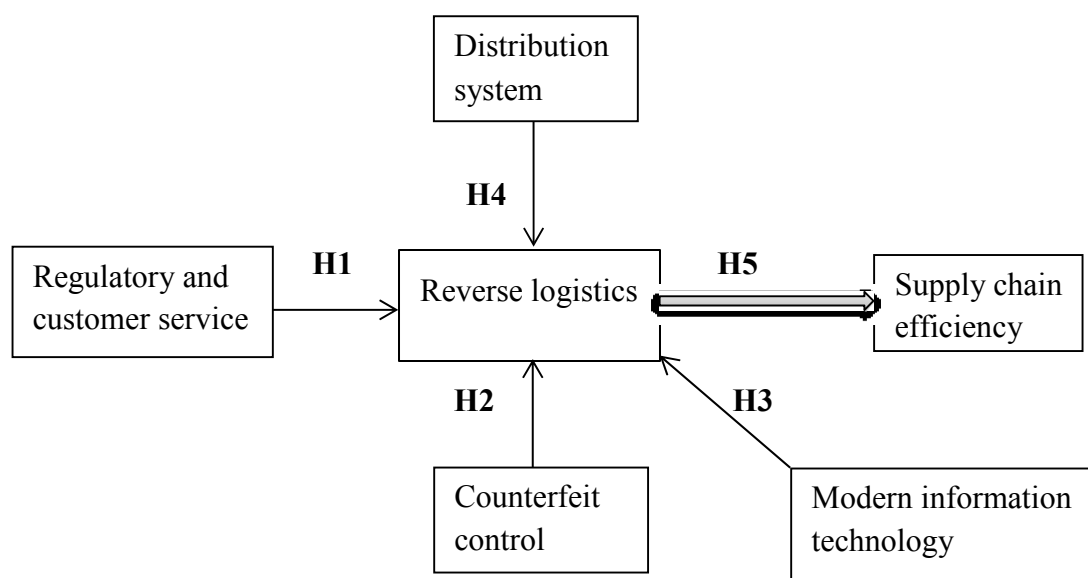 Distribution
system
H4
H1
H5
Regulatory and
customer service
Reverse logistics
Supply chain
efficiency
H2
H3
Counterfeit
control
Modern information
technology